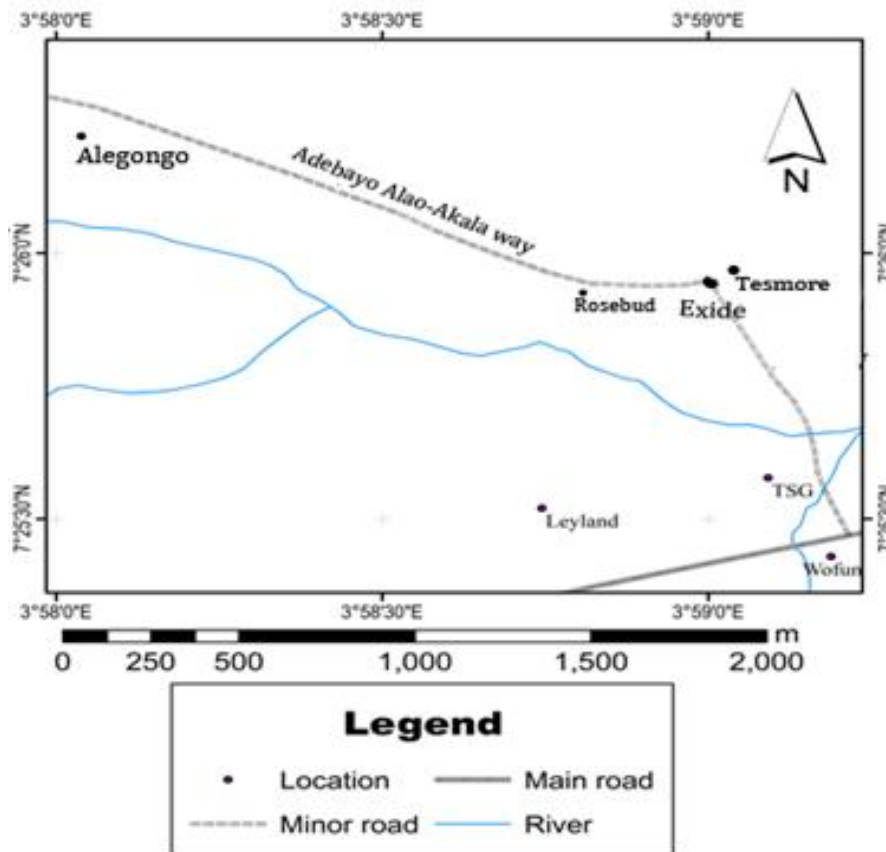 3°58'0"E 3°58'30"E 3°59'0"E
N
Alegongo
Adebayo Alao-Akala way
7°26'0"N
Tesmore
Rosebud
Exide
TSG
Leyland
7°25'30"N
Wofun
3°58'0"E 3°58'30"E 3°59'0"E
m
0 250 500 1,000 1,500 2,000
Legend
Location Main road
Minor road River